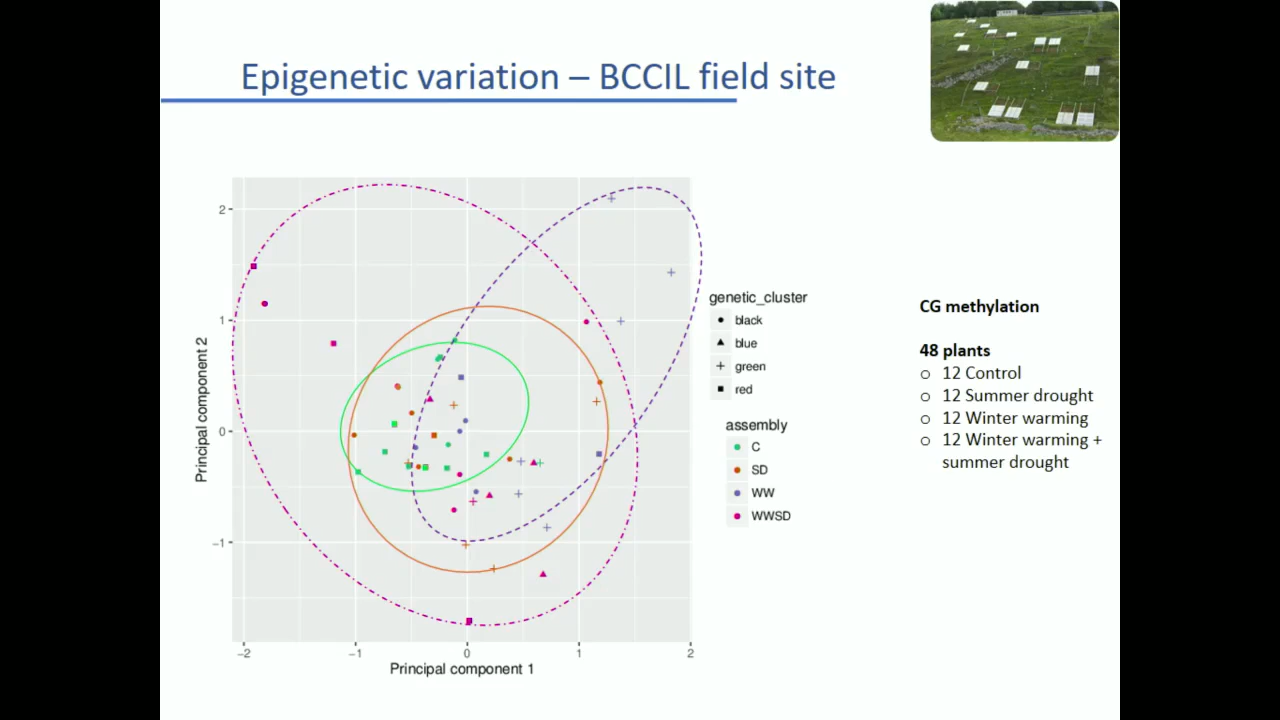 Epigenetic variation – BCCIL field site
2
1
0
−1
Principal component 2
−2
−1
0
1
2
Principal component 1
genetic_cluster
black
blue
green
red
assembly
C
SD
WW
WWSD
CG methylation
48 plants
o 12 Control
o 12 Summer drought
o 12 Winter warming
o 12 Winter warming +
summer drought